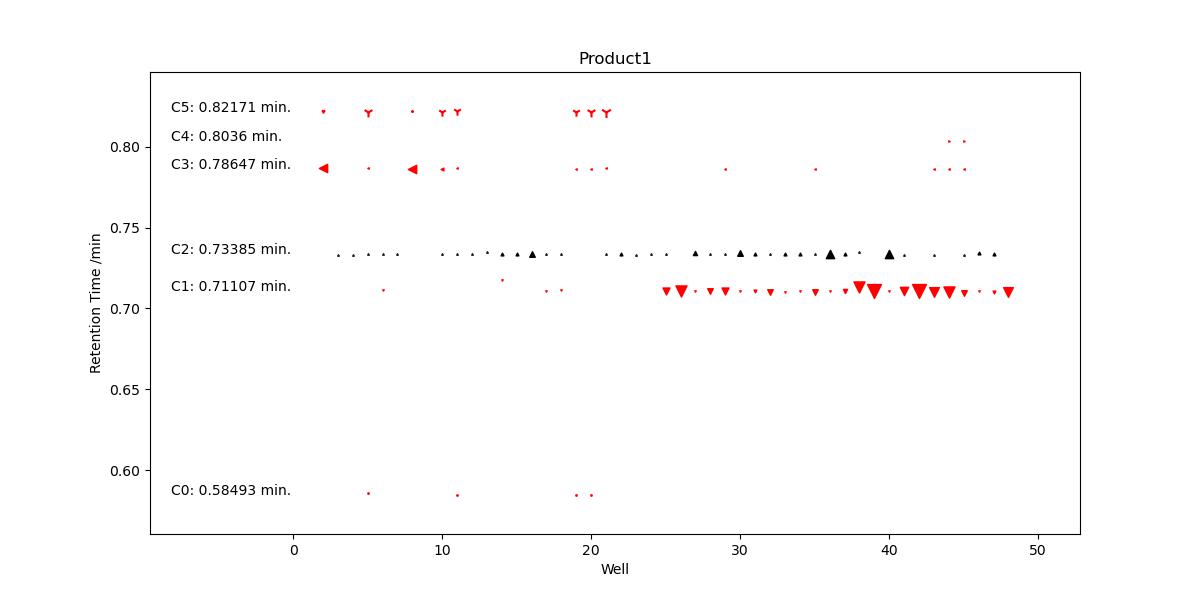 Product1
C5: 0.82171 min.
C4: 0.8036 min.
C3: 0.78647 min.
C2: 0.73385 min.
C1: 0.71107 min.
C0: 0.58493 min.
0.80
0.75
0.70
0.65
0.60
Retention Time /min
0 10 20 30 40 50
Well